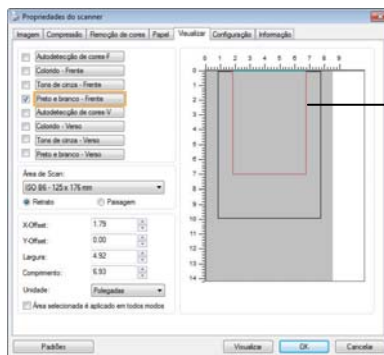 Propriedades do scanner
Imagem Compressão Remoção de cores Papel Visualizar Configuração Informação
Autodetecção de cores F
Colorido - Frente
Tons de cinza - Frente
Preto e branco - Frente
Autodetecção de cores V
Colorido - Verso
Tons de cinza - Verso
Preto e branco - Verso
Área de Scan:
ISO B6 - 125 x 176 mm
Retrato Paisagem
X-Offset: 1.79
Y-Offset: 0.00
Largura: 4.92
Comprimento: 6.93
Unidade: Polegadas
Área selecionada é aplicado em todos modos
0 1 2 3 4 5 6 7 8 9
0
1
2
3
4
5
6
7
8
9
10
11
12
13
14
Padrões Visualizar OK Cancelar